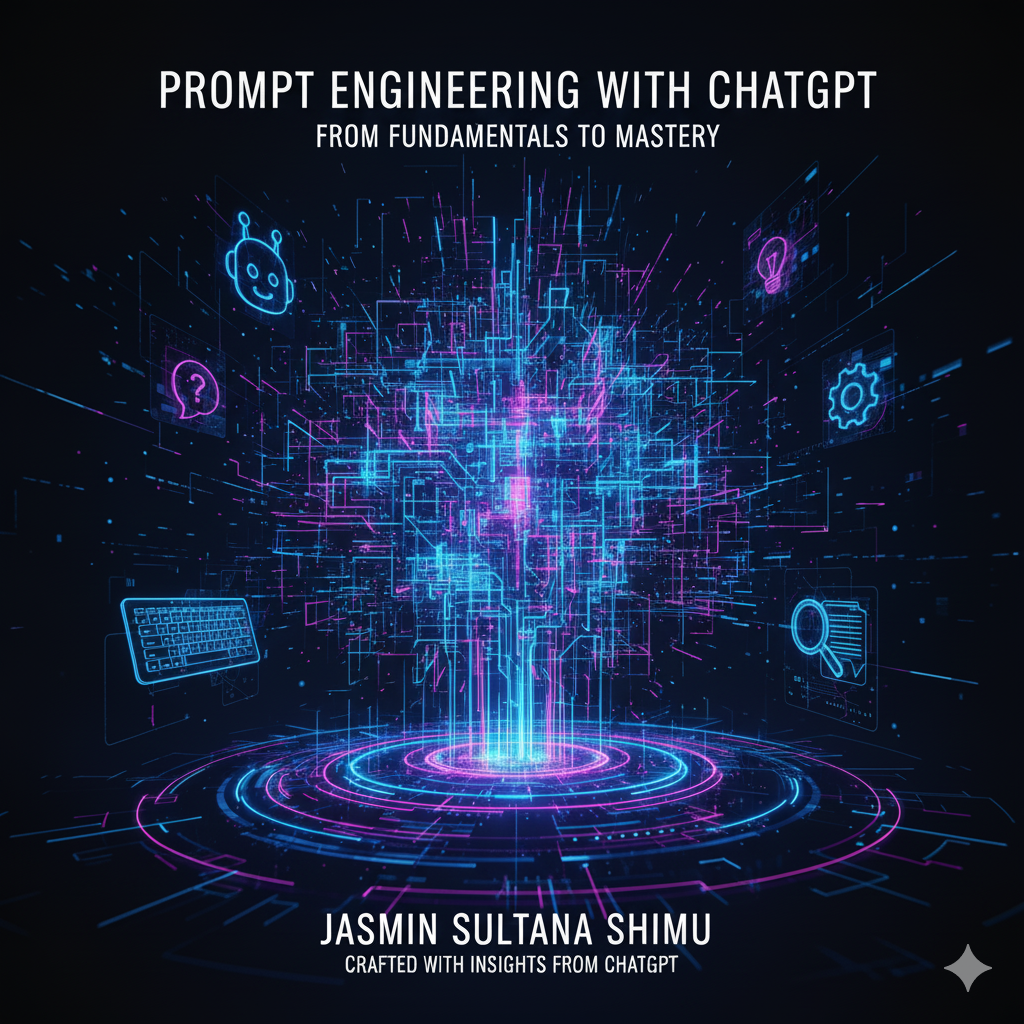 PROMPT ENGINEERING WITH CHATGPT
FROM FUNDAMENTALS TO MASTERY
?
JASMIN SULTANA SHIMU
CRAFTED WITH INSIGHTS FROM CHATGPT